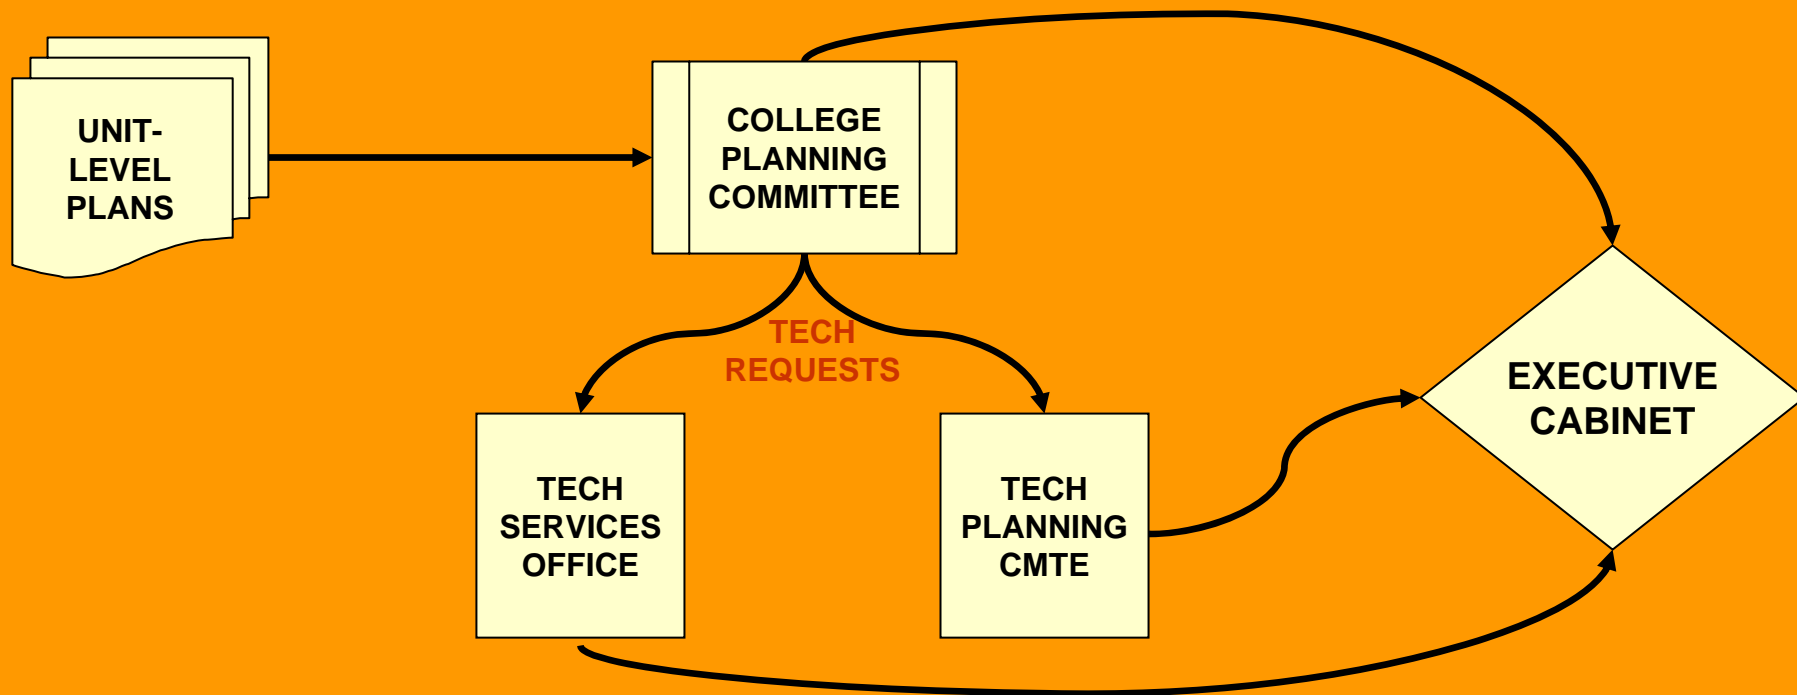 UNIT-
LEVEL
PLANS
COLLEGE
PLANNING
COMMITTEE
TECH
REQUESTS
TECH
SERVICES
OFFICE
TECH
PLANNING
CMTE
EXECUTIVE
CABINET